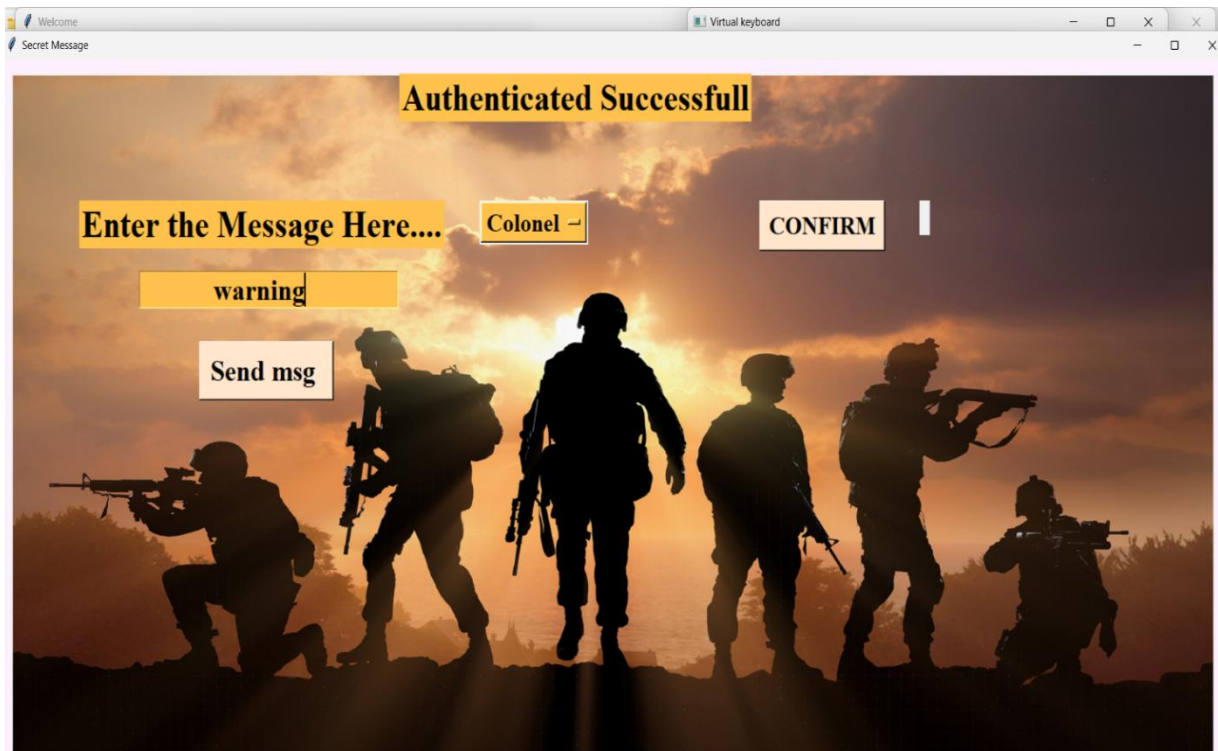 Welcome
Virtual keyboard
Secret Message
Authenticated Successfull
Enter the Message Here....
Colonel
CONFIRM
warning
Send msg